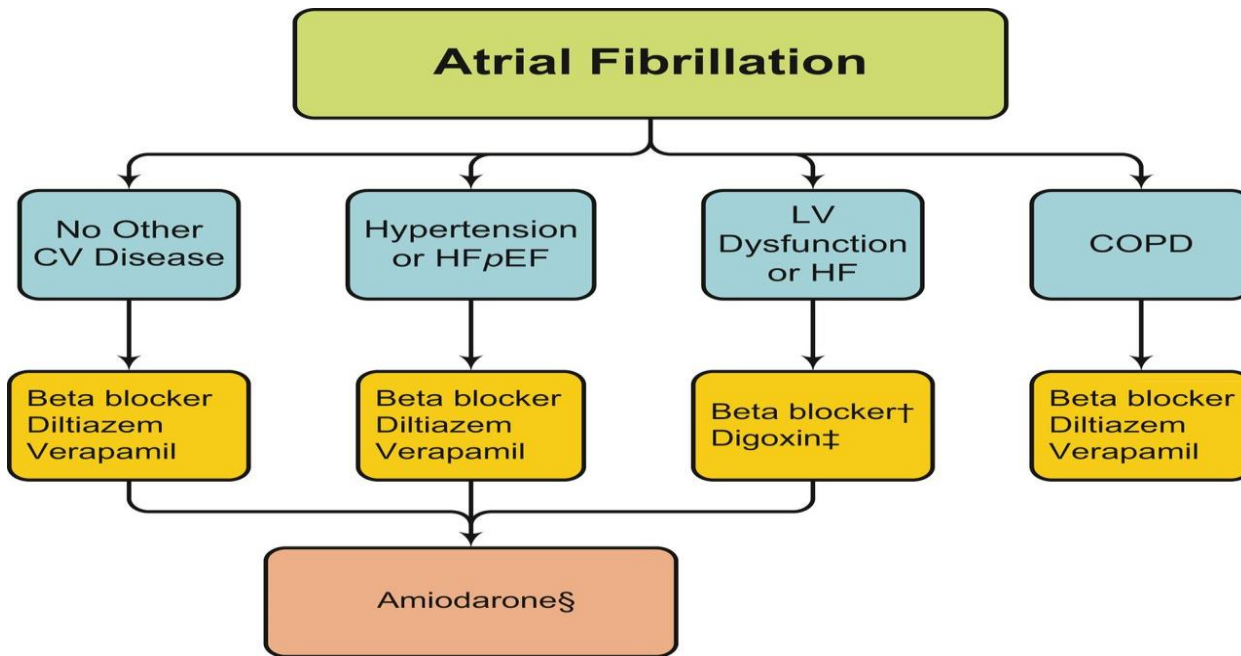 Atrial Fibrillation
No Other
CV Disease
Hypertension
or HFpEF
LV
Dysfunction
or HF
COPD
Beta blocker
Diltiazem
Verapamil
Beta blocker
Diltiazem
Verapamil
Beta blocker†
Digoxin‡
Beta blocker
Diltiazem
Verapamil
Amiodarone§